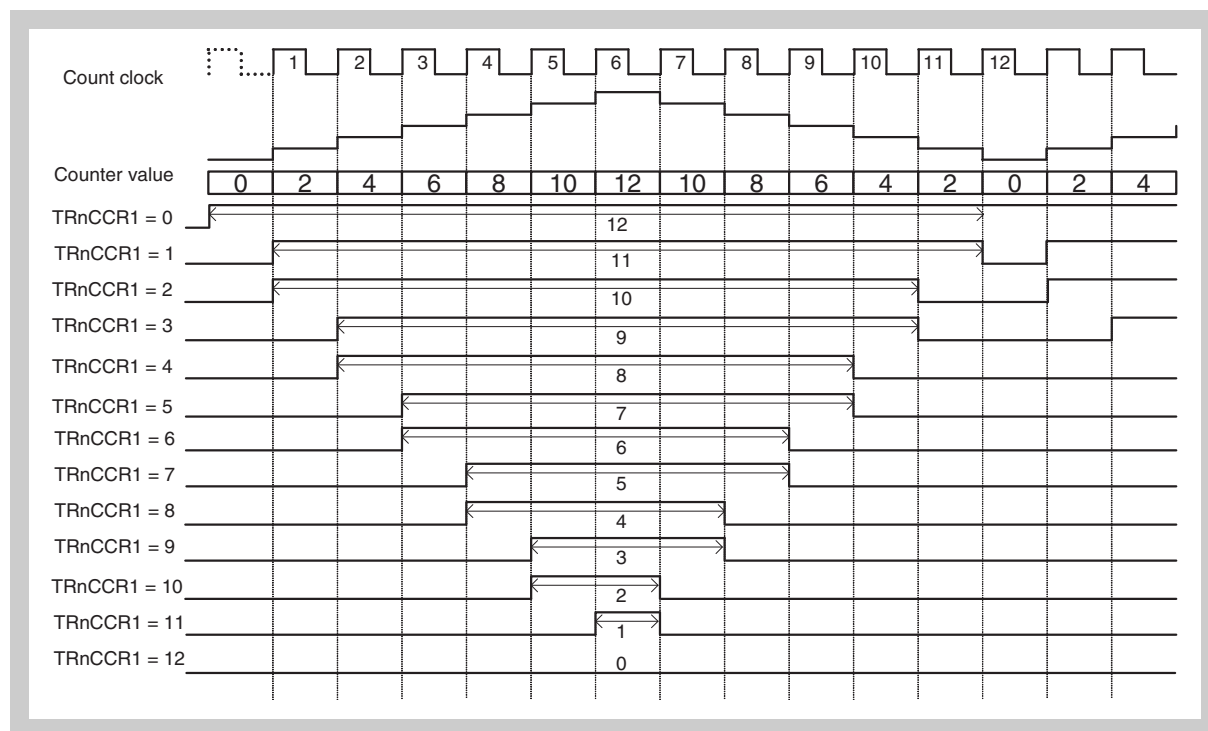 Count clock 1 2 3 4 5 6 7 8 9 10 11 12
Counter value 0 2 4 6 8 10 12 10 8 6 4 2 0 2 4
TRnCCR1 = 0 12
TRnCCR1 = 1 11
TRnCCR1 = 2 10
TRnCCR1 = 3 9
TRnCCR1 = 4 8
TRnCCR1 = 5 7
TRnCCR1 = 6 6
TRnCCR1 = 7 5
TRnCCR1 = 8 4
TRnCCR1 = 9 3
TRnCCR1 = 10 2
TRnCCR1 = 11 1
TRnCCR1 = 12 0